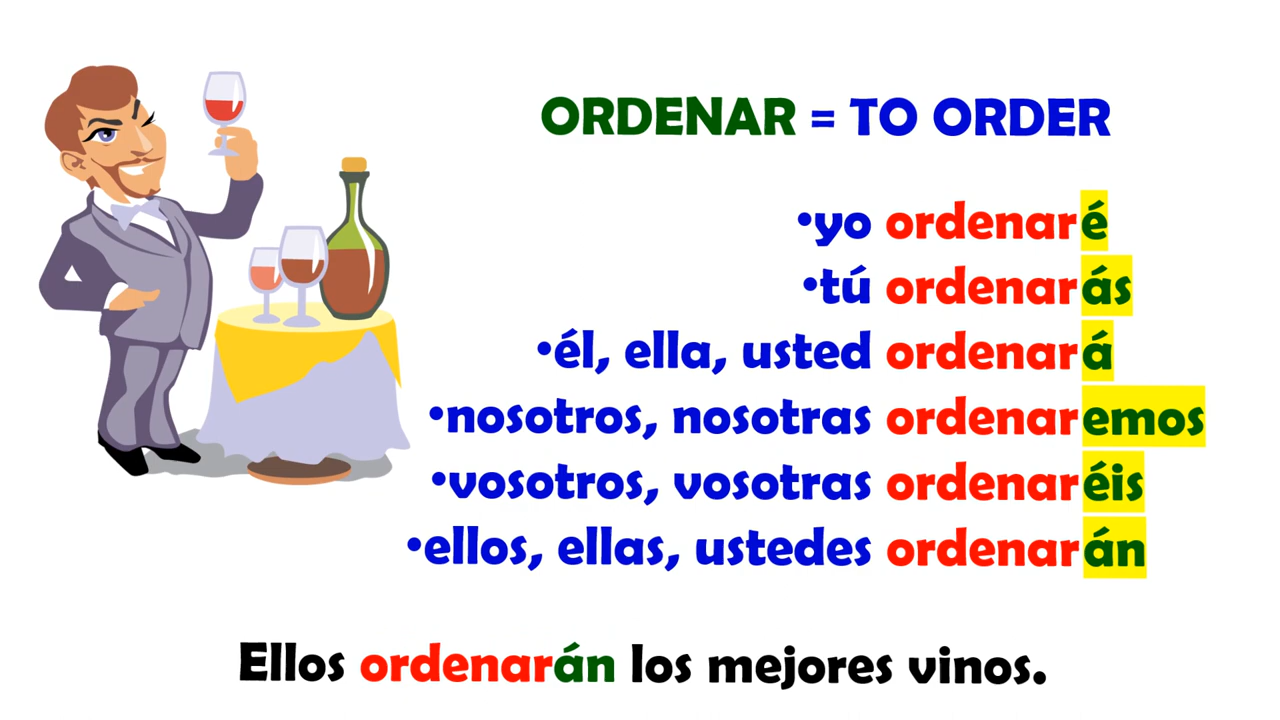 ORDENAR = TO ORDER
•yo ordenaré
•tú ordenarás
•él, ella, usted ordenará
•nosotros, nosotras ordenaremos
•vosotros, vosotras ordenaréis
•ellos, ellas, ustedes ordenarán
Ellos ordenarán los mejores vinos.